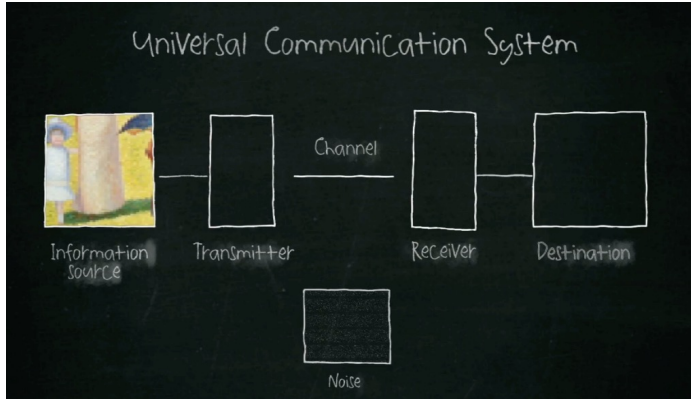 Universal Communication System
Channel
Information
source
Transmitter
Receiver
Destination
Noise